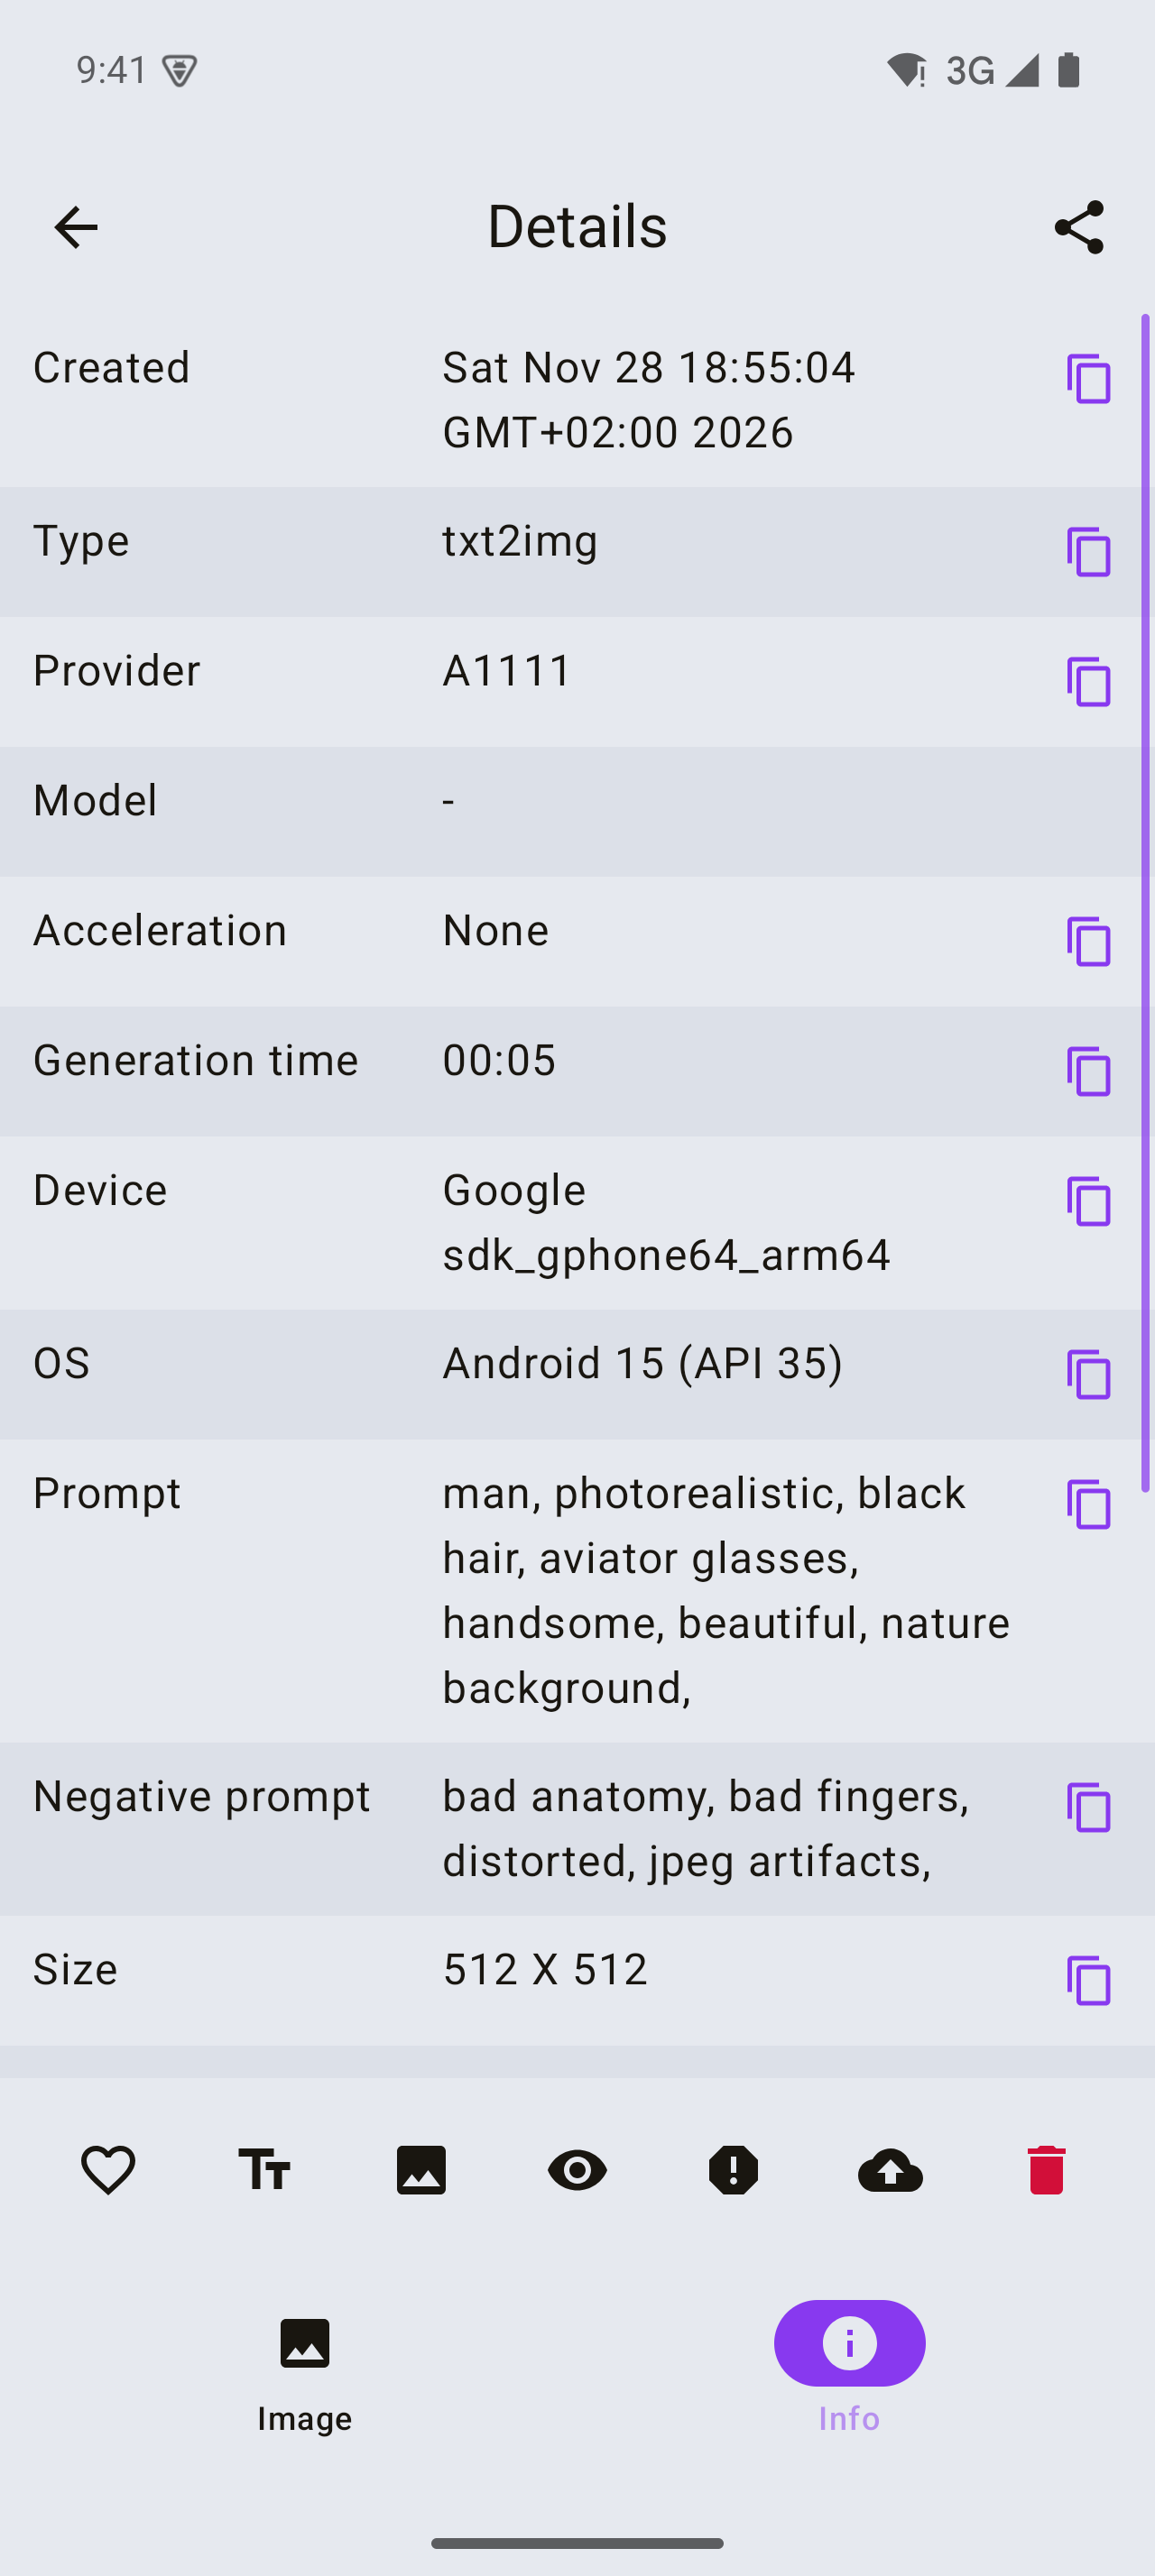 9:41
3G
Details
Created
Sat Nov 28 18:55:04
GMT+02:00 2026
Type
txt2img
Provider
A1111
Model
-
Acceleration
None
Generation time
00:05
Device
Google
sdk_gphone64_arm64
OS
Android 15 (API 35)
Prompt
man, photorealistic, black
hair, aviator glasses,
handsome, beautiful, nature
background,
Negative prompt
bad anatomy, bad fingers,
distorted, jpeg artifacts,
Size
512 X 512
Image
Info